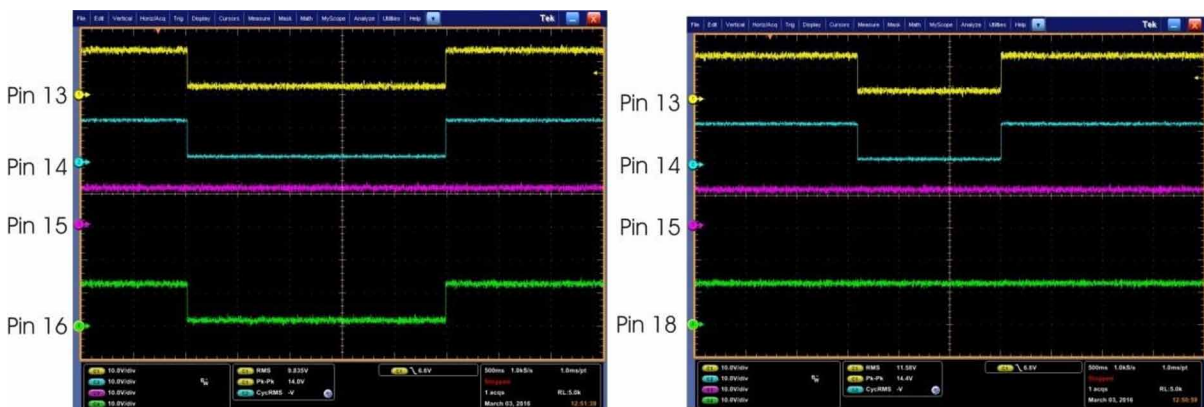 File Edit Vertical Horiz/Acq Trig Display Cursors Measure Mask Math MyScope Analyze Utilities Help
Tek
Pin 13
Pin 14
Pin 15
Pin 16
10.0V/div
10.0V/div
10.0V/div
10.0V/div
RMS 9.835V
Pk-Pk 14.0V
CycRMS -V
6.6V
500ms 1.0kS/s 1.0ms/pt
Stopped
1 acqs RL:5.0k
March 03, 2016 12:51:39
File Edit Vertical Horiz/Acq Trig Display Cursors Measure Mask Math MyScope Analyze Utilities Help
Tek
Pin 13
Pin 14
Pin 15
Pin 18
10.0V/div
10.0V/div
10.0V/div
10.0V/div
RMS 11.58V
Pk-Pk 14.4V
CycRMS -V
6.6V
500ms 1.0kS/s 1.0ms/pt
Stopped
1 acqs RL:5.0k
March 03, 2016